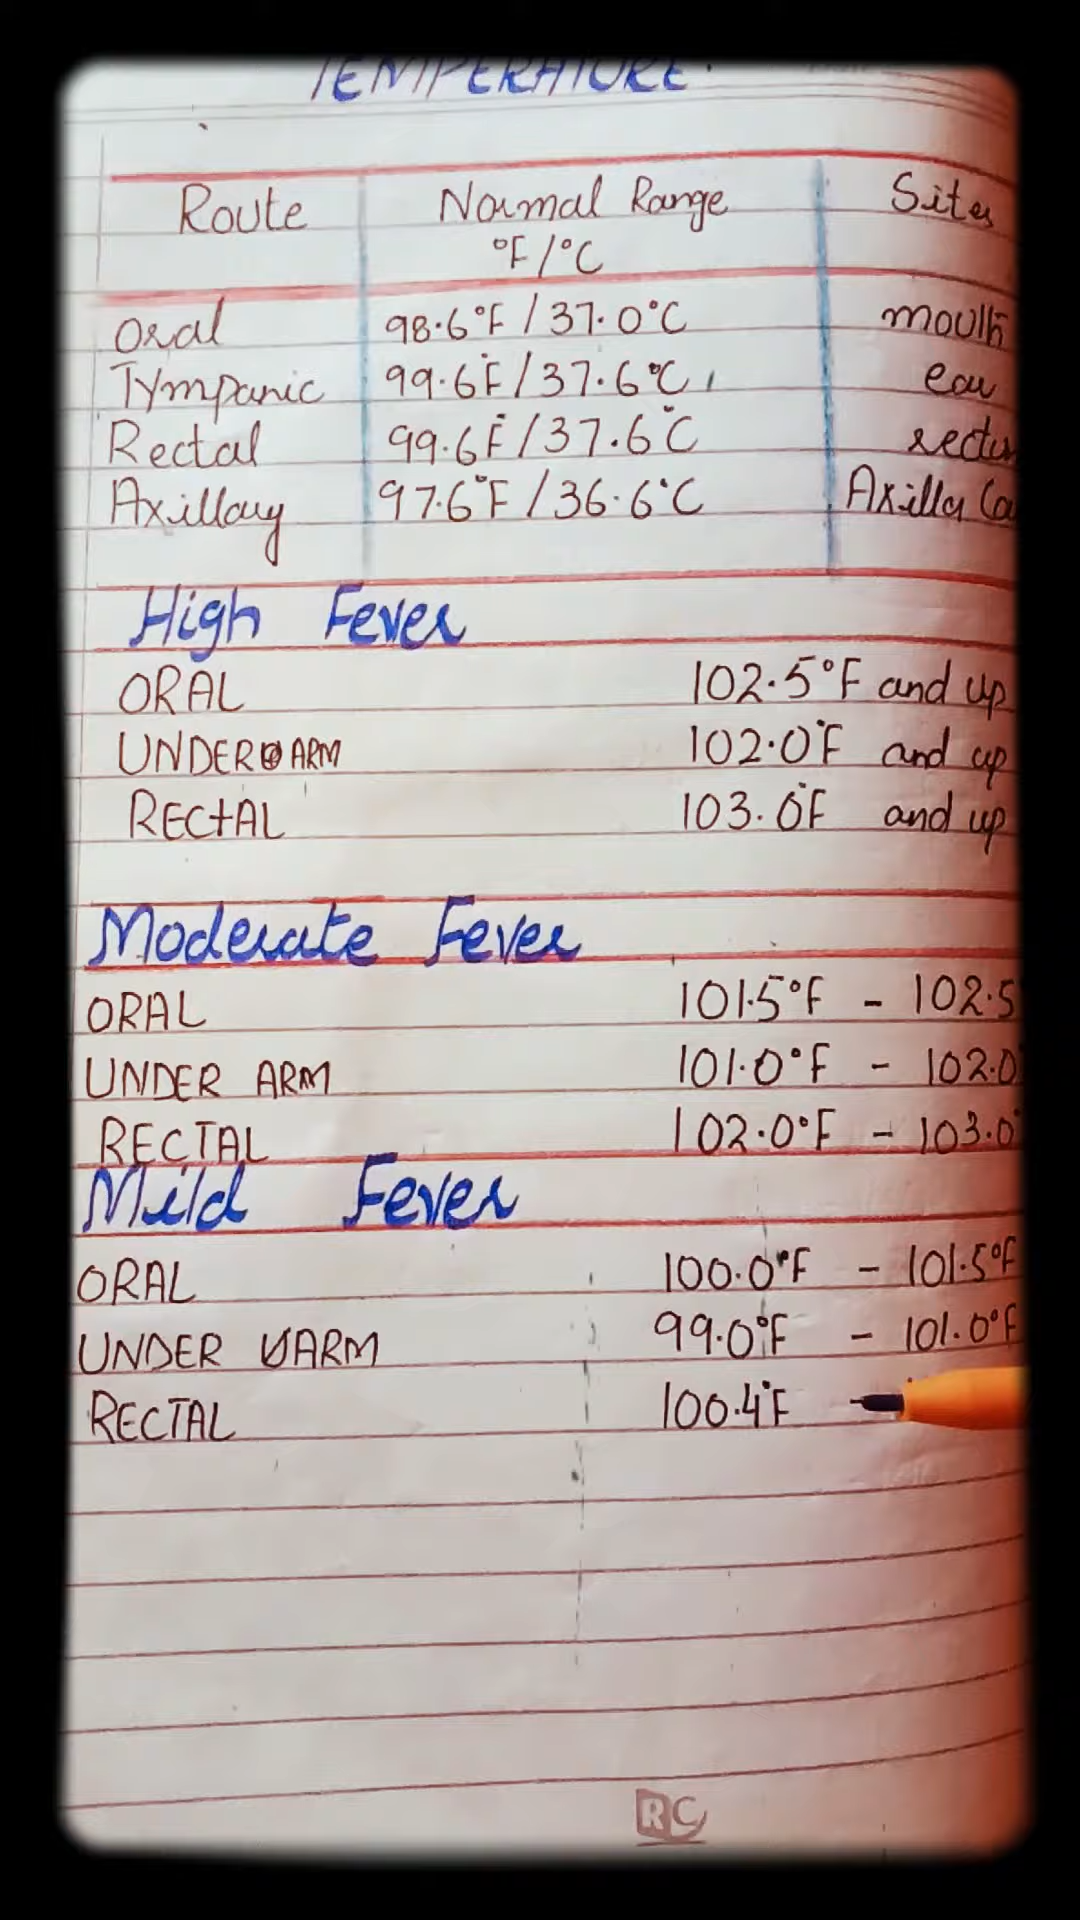 TEMPERATURE.
Route Normal Range Sites
°F/°C
Oral 98.6°F / 37.0°C mouth
Tympanic 99.6°F / 37.6°C ear
Rectal 99.6°F / 37.6°C rectu
Axillary 97.6°F / 36.6°C Axilla (a
High Fever
ORAL 102.5°F and up
UNDER ARM 102.0°F and up
RECTAL 103.0°F and up
Moderate Fever
ORAL 101.5°F - 102.5
UNDER ARM 101.0°F - 102.0
RECTAL 102.0°F - 103.0°
Mild Fever
ORAL 100.0°F - 101.5°F
UNDER ARM 99.0°F - 101.0°F
RECTAL 100.4°F -
RC